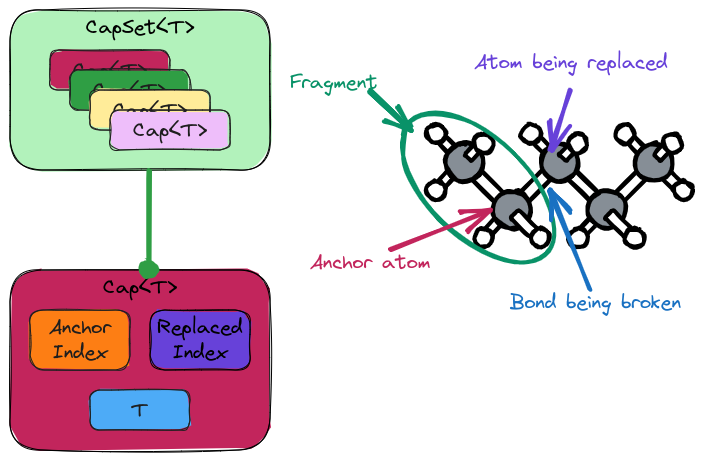 CapSet<T>
Cap<T>
Cap<T>
Cap<T>
Cap<T>
Cap<T>
Anchor
Index
Replaced
Index
T
Fragment
Atom being replaced
Anchor atom
Bond being broken